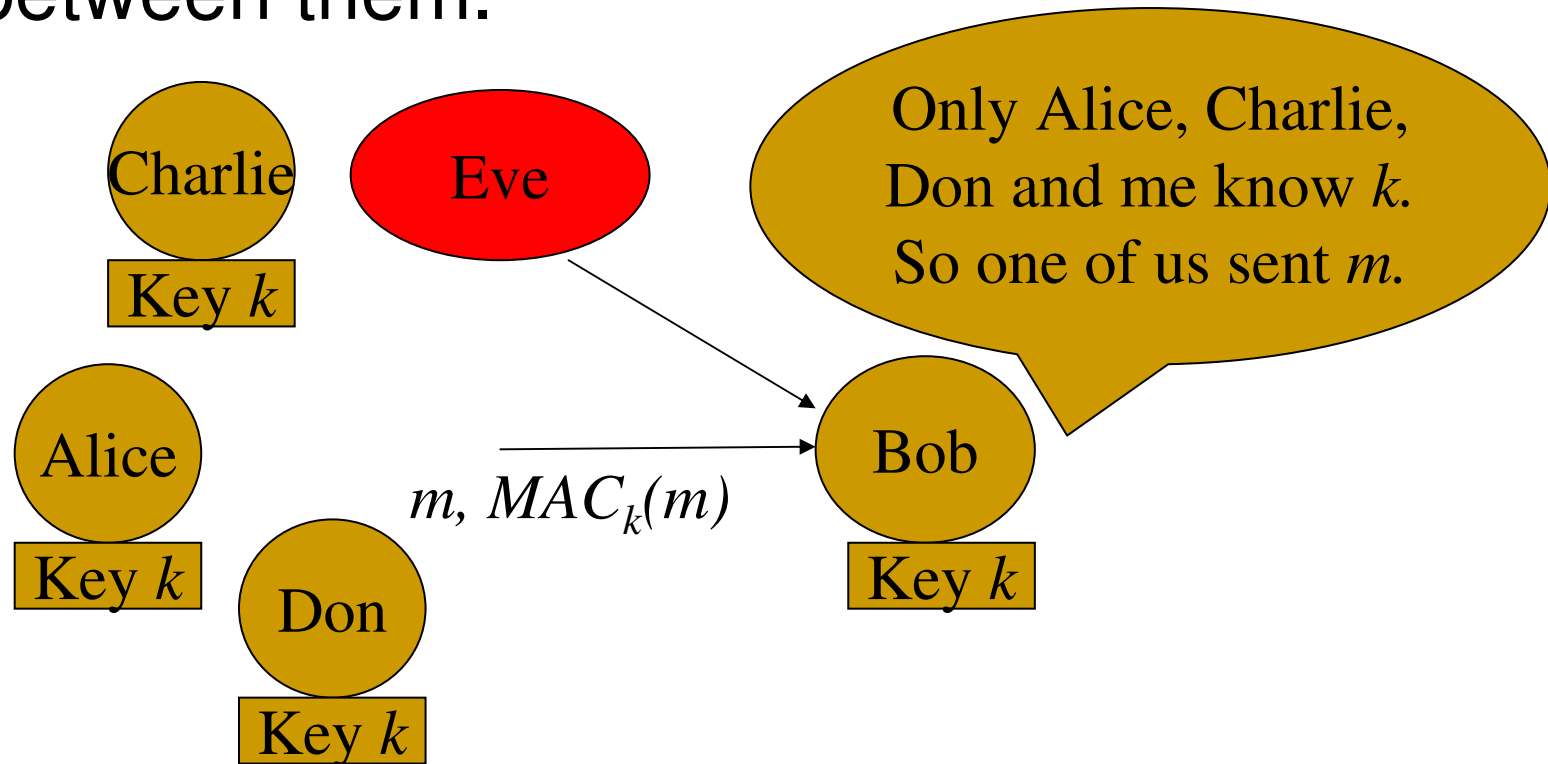 between them.
Charlie
Key k
Eve
Only Alice, Charlie,
Don and me know k.
So one of us sent m.
Alice
Key k
m, MACₖ(m)
Bob
Key k
Don
Key k